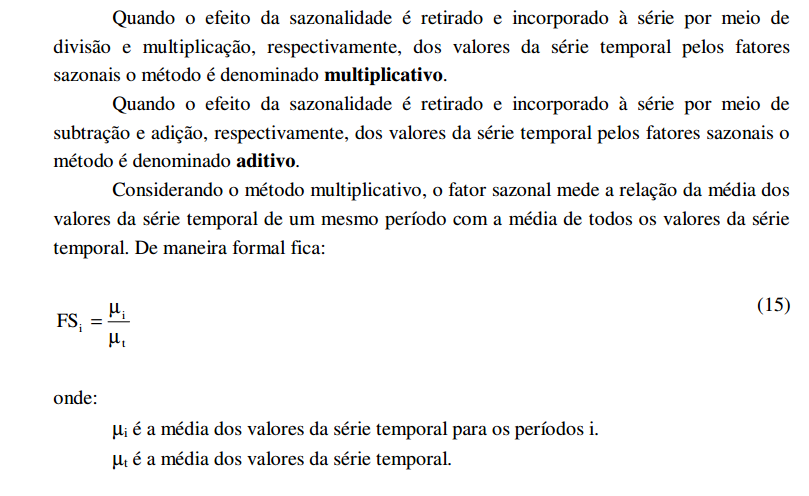 Quando o efeito da sazonalidade é retirado e incorporado à série por meio de
divisão e multiplicação, respectivamente, dos valores da série temporal pelos fatores
sazonais o método é denominado multiplicativo.
Quando o efeito da sazonalidade é retirado e incorporado à série por meio de
subtração e adição, respectivamente, dos valores da série temporal pelos fatores sazonais o
método é denominado aditivo.
Considerando o método multiplicativo, o fator sazonal mede a relação da média dos
valores da série temporal de um mesmo período com a média de todos os valores da série
temporal. De maneira formal fica:
FSᵢ = μᵢ / μₜ (15)
onde:
μᵢ é a média dos valores da série temporal para os períodos i.
μₜ é a média dos valores da série temporal.